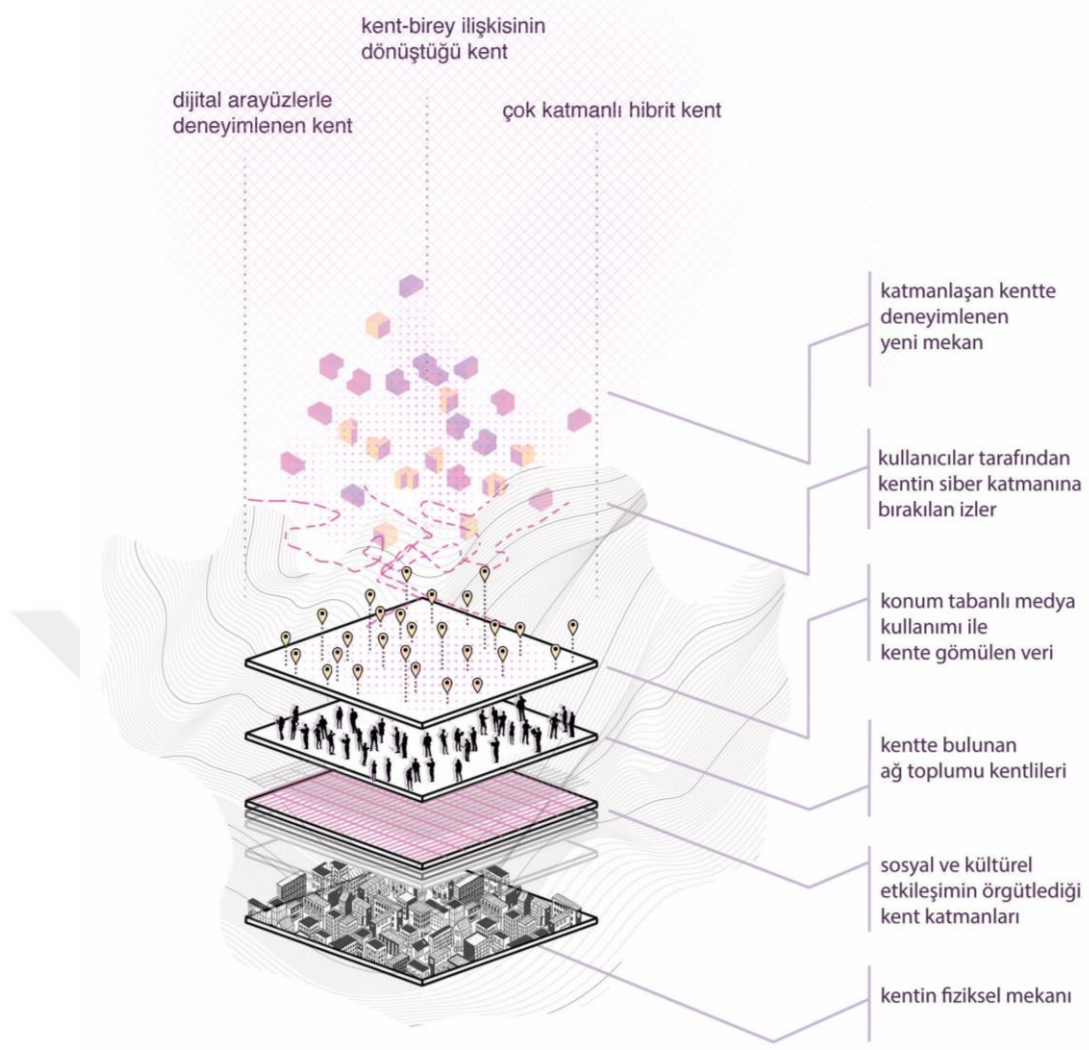 kent-birey ilişkisinin
dönüştüğü kent
dijital arayüzlerle
deneyimlenen kent
çok katmanlı hibrit kent
katmanlaşan kentte
deneyimlenen
yeni mekan
kullanıcılar tarafından
kentin siber katmanına
bırakılan izler
konum tabanlı medya
kullanımı ile
kente gömülen veri
kentte bulunan
ağ toplumu kentlileri
sosyal ve kültürel
etkileşimin örgütlediği
kent katmanları
kentin fiziksel mekanı